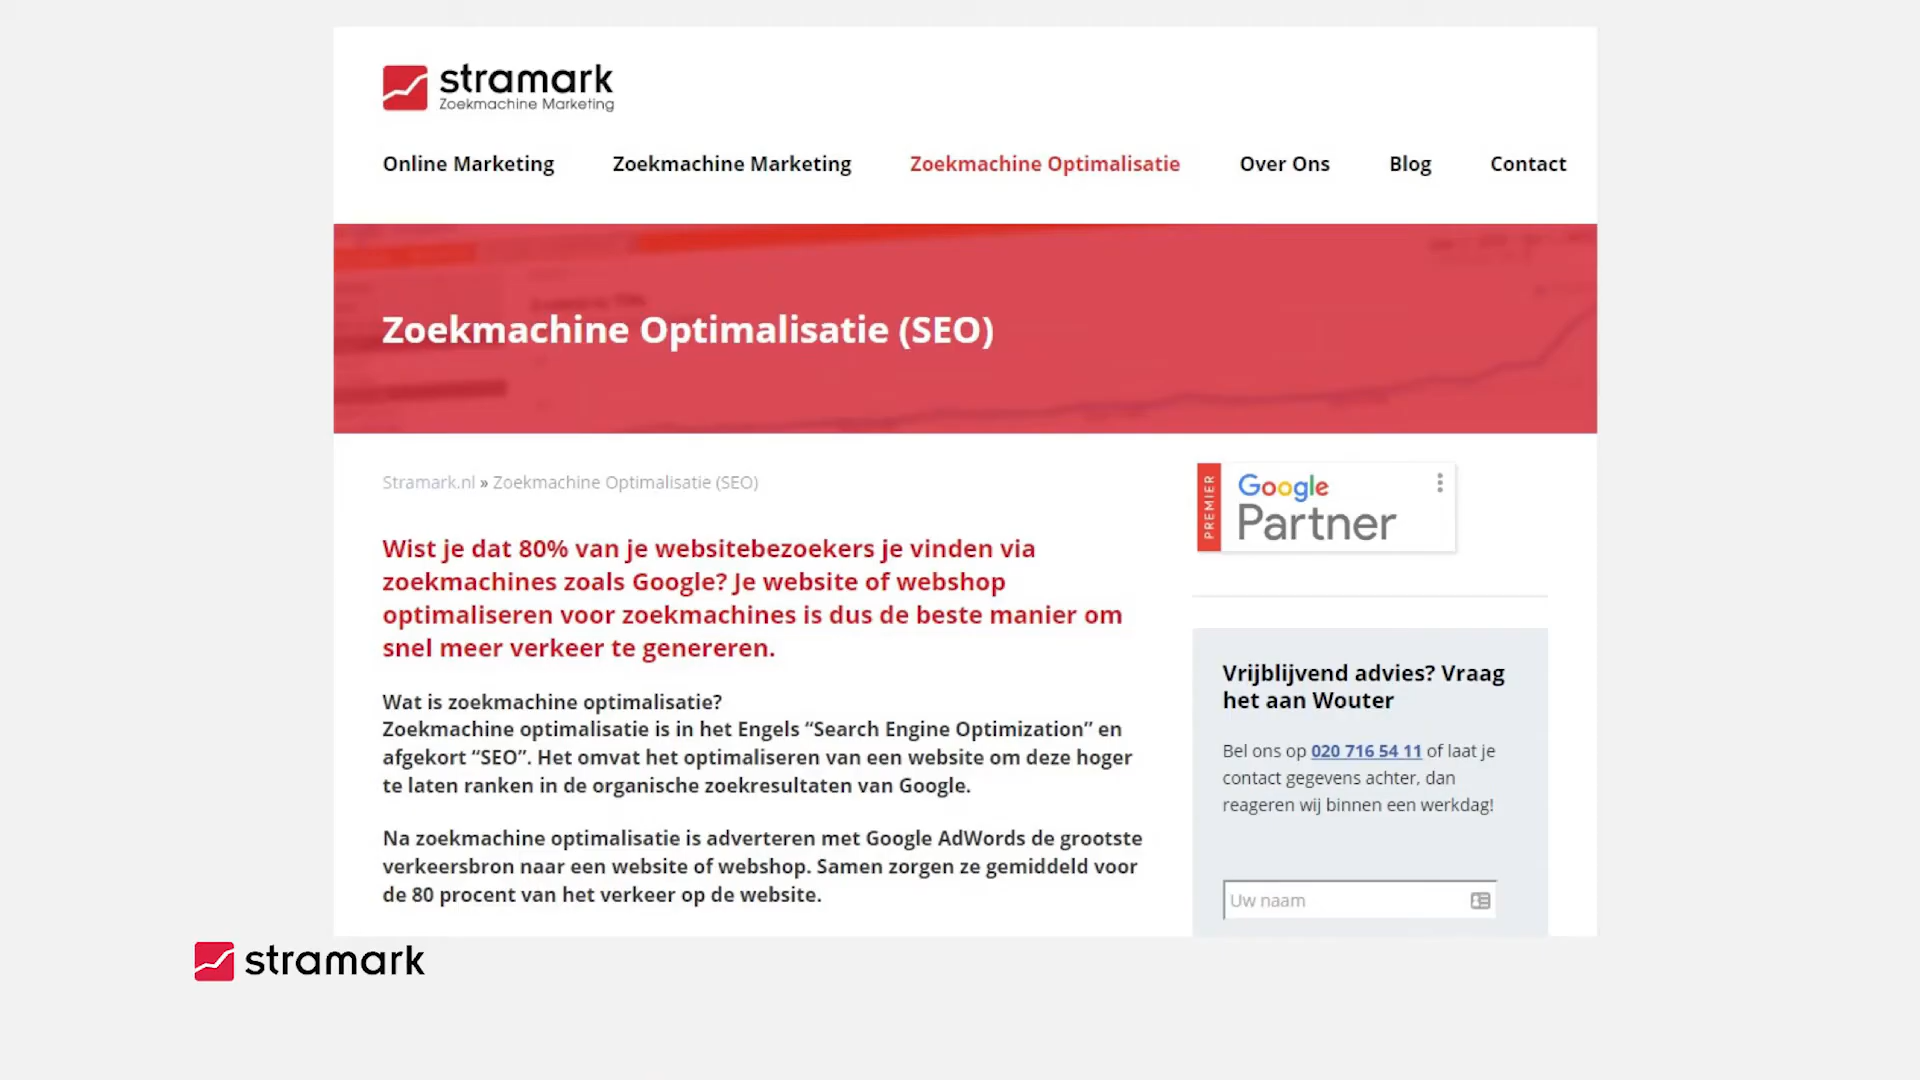 stramark
Zoekmachine Marketing
Online Marketing Zoekmachine Marketing Zoekmachine Optimalisatie Over Ons Blog Contact
Zoekmachine Optimalisatie (SEO)
Stramark.nl » Zoekmachine Optimalisatie (SEO)
Wist je dat 80% van je websitebezoekers je vinden via
zoekmachines zoals Google? Je website of webshop
optimaliseren voor zoekmachines is dus de beste manier om
snel meer verkeer te genereren.
Wat is zoekmachine optimalisatie?
Zoekmachine optimalisatie is in het Engels “Search Engine Optimization” en
afgekort “SEO”. Het omvat het optimaliseren van een website om deze hoger
te laten ranken in de organische zoekresultaten van Google.
Na zoekmachine optimalisatie is adverteren met Google AdWords de grootste
verkeersbron naar een website of webshop. Samen zorgen ze gemiddeld voor
de 80 procent van het verkeer op de website.
PREMIER
Google
Partner
Vrijblijvend advies? Vraag
het aan Wouter
Bel ons op 020 716 54 11 of laat je
contact gegevens achter, dan
reageren wij binnen een werkdag!
Uw naam
stramark